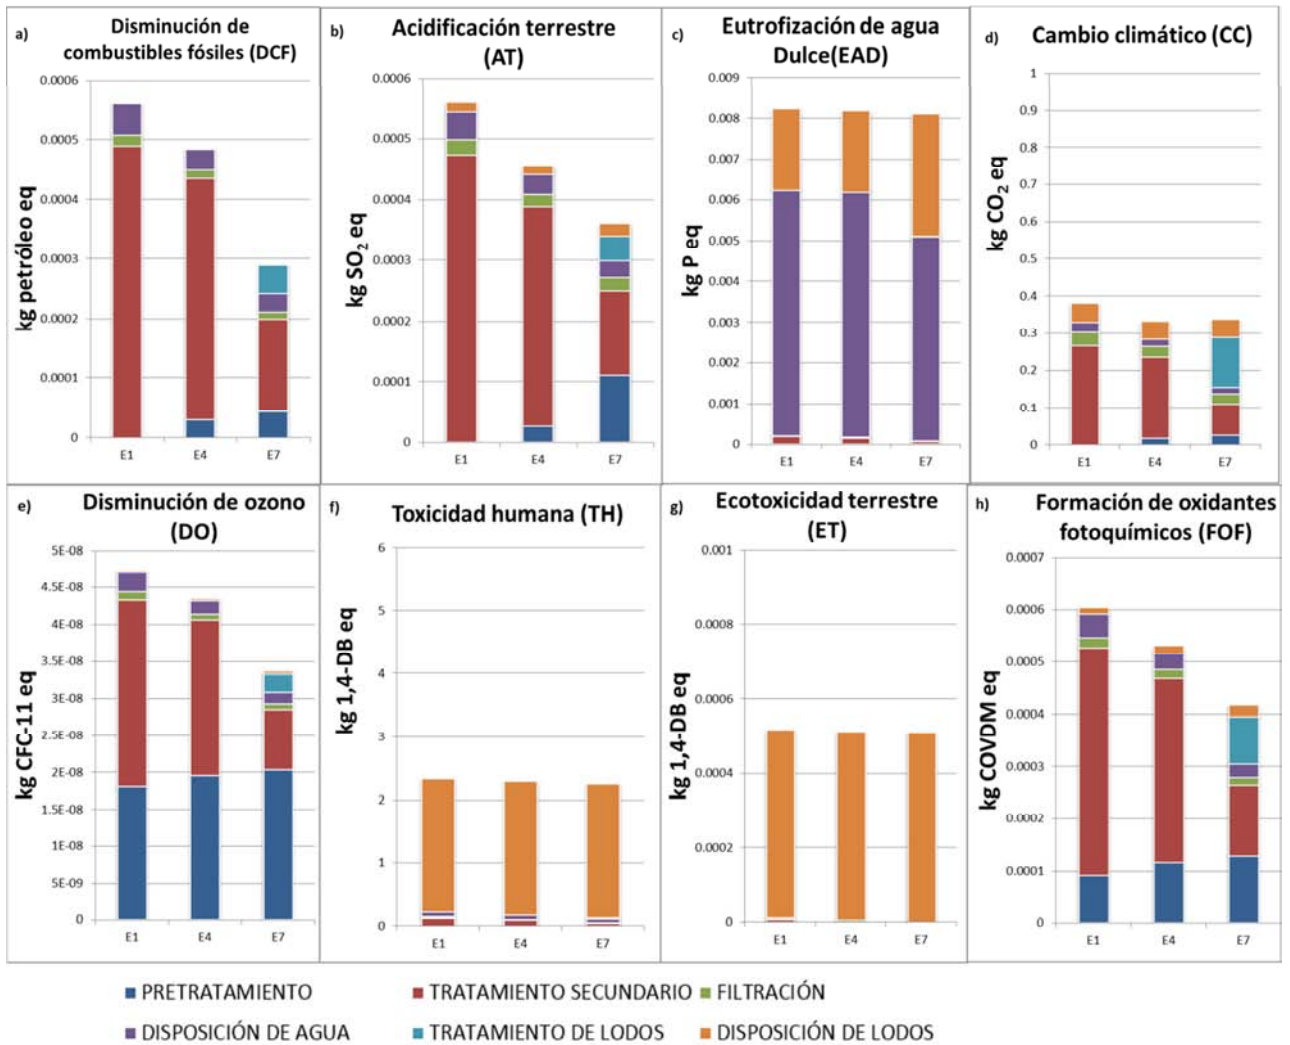 a)
Disminución de
combustibles fósiles (DCF)
kg petróleo eq
0.0006
0.0005
0.0004
0.0003
0.0002
0.0001
0
E1 E4 E7
b)
Acidificación terrestre
(AT)
kg SO₂ eq
0.0006
0.0005
0.0004
0.0003
0.0002
0.0001
0
E1 E4 E7
c)
Eutrofización de agua
Dulce(EAD)
kg P eq
0.009
0.008
0.007
0.006
0.005
0.004
0.003
0.002
0.001
0
E1 E4 E7
d)
Cambio climático (CC)
kg CO₂ eq
1
0.9
0.8
0.7
0.6
0.5
0.4
0.3
0.2
0.1
0
E1 E4 E7
e)
Disminución de ozono
(DO)
kg CFC-11 eq
5E-08
4.5E-08
4E-08
3.5E-08
3E-08
2.5E-08
2E-08
1.5E-08
1E-08
5E-09
0
E1 E4 E7
f)
Toxicidad humana (TH)
kg 1,4-DB eq
6
5
4
3
2
1
0
E1 E4 E7
g)
Ecotoxicidad terrestre
(ET)
kg 1,4-DB eq
0.001
0.0008
0.0006
0.0004
0.0002
0
E1 E4 E7
h)
Formación de oxidantes
fotoquímicos (FOF)
kg COVDM eq
0.0007
0.0006
0.0005
0.0004
0.0003
0.0002
0.0001
0
E1 E4 E7
PRETRATAMIENTO TRATAMIENTO SECUNDARIO FILTRACIÓN
DISPOSICIÓN DE AGUA TRATAMIENTO DE LODOS DISPOSICIÓN DE LODOS